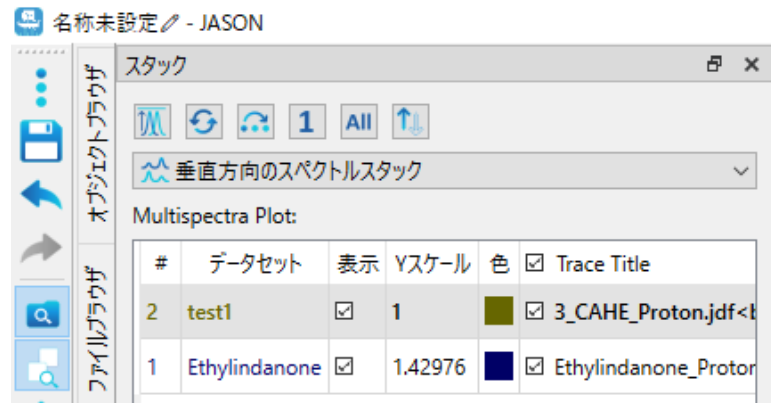 名称未設定 - JASON
スタック
オブジェクトブラウザ
ファイルブラウザ
1 All
垂直方向のスペクトルスタック
Multispectra Plot:
# データセット 表示 Yスケール 色 Trace Title
2 test1 1 3_CAHE_Proton.jdf<b
1 Ethylindanone 1.42976 Ethylindanone_Proton